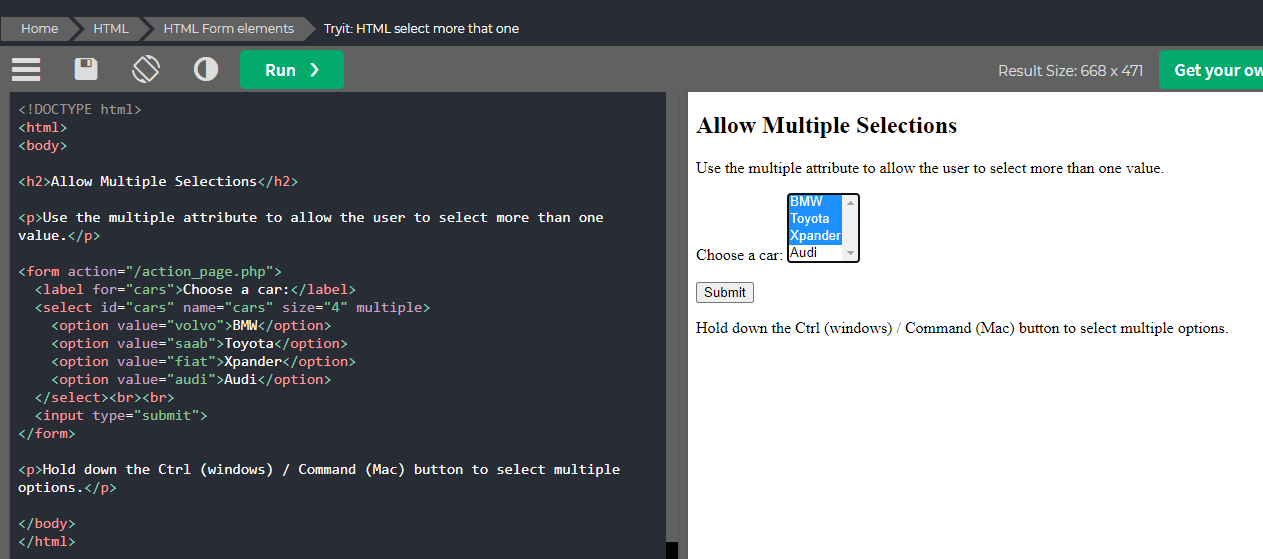 Home HTML HTML Form elements Tryit: HTML select more that one
Run ❯ Result Size: 668 x 471 Get your ow
<!DOCTYPE html>
<html>
<body>
<h2>Allow Multiple Selections</h2>
<p>Use the multiple attribute to allow the user to select more than one
value.</p>
<form action="/action_page.php">
<label for="cars">Choose a car:</label>
<select id="cars" name="cars" size="4" multiple>
<option value="volvo">BMW</option>
<option value="saab">Toyota</option>
<option value="fiat">Xpander</option>
<option value="audi">Audi</option>
</select><br><br>
<input type="submit">
</form>
<p>Hold down the Ctrl (windows) / Command (Mac) button to select multiple
options.</p>
</body>
</html>
Allow Multiple Selections
Use the multiple attribute to allow the user to select more than one value.
BMW
Toyota
Xpander
Choose a car: Audi
Submit
Hold down the Ctrl (windows) / Command (Mac) button to select multiple options.